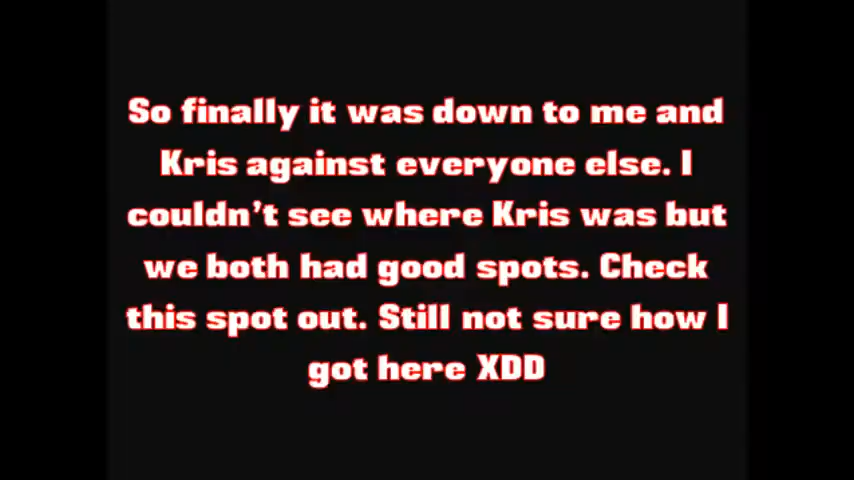 So finally it was down to me and
Kris against everyone else. I
couldn't see where Kris was but
we both had good spots. Check
this spot out. Still not sure how I
got here XDD